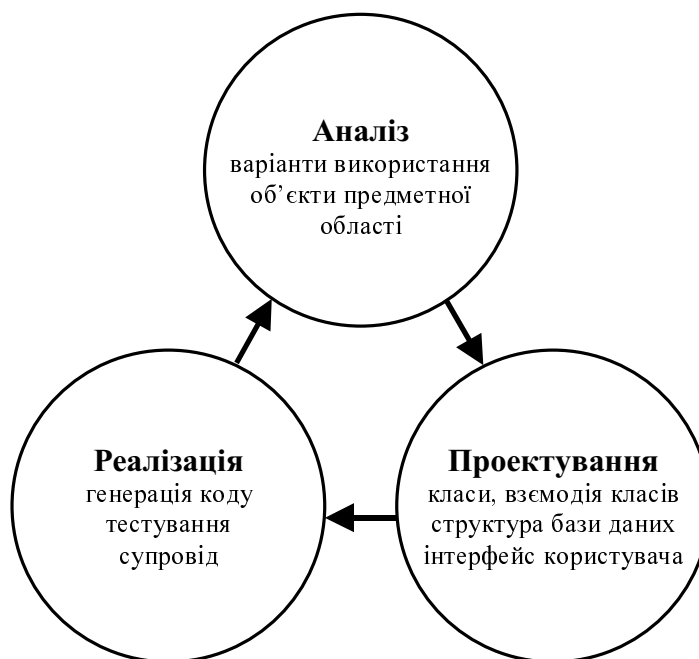 Аналіз
варіанти використання
об’єкти предметної
області
Реалізація
генерація коду
тестування
супровід
Проектування
класи, взємодія класів
структура бази даних
інтерфейс користувача